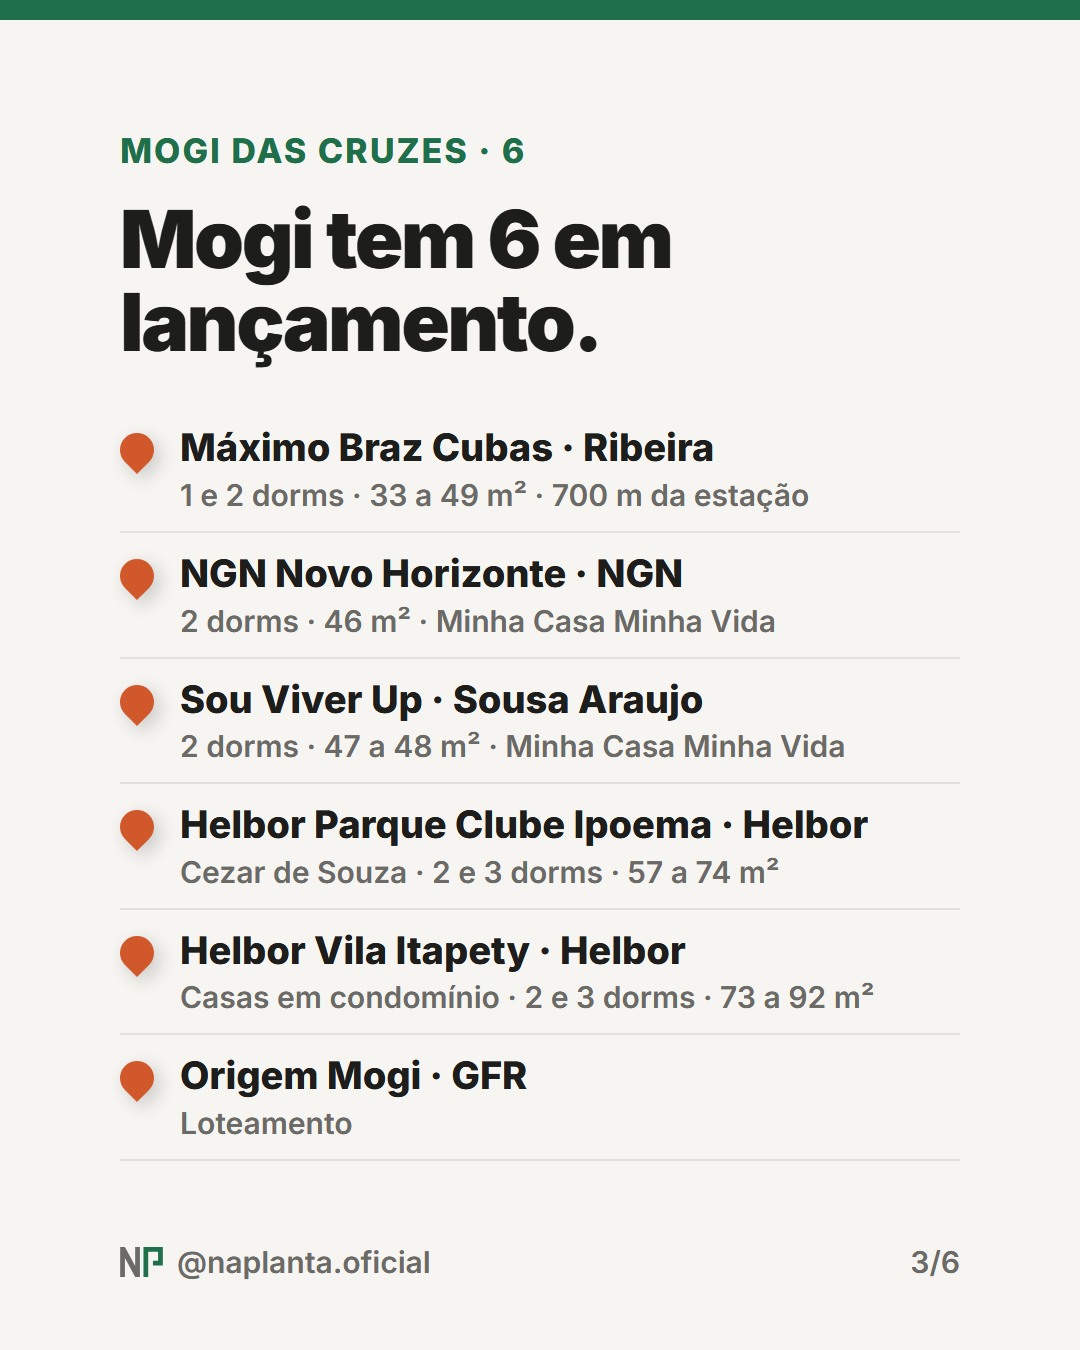 MOGI DAS CRUZES · 6
Mogi tem 6 em
lançamento.
Máximo Braz Cubas · Ribeira
1 e 2 dorms · 33 a 49 m² · 700 m da estação
NGN Novo Horizonte · NGN
2 dorms · 46 m² · Minha Casa Minha Vida
Sou Viver Up · Sousa Araujo
2 dorms · 47 a 48 m² · Minha Casa Minha Vida
Helbor Parque Clube Ipoema · Helbor
Cezar de Souza · 2 e 3 dorms · 57 a 74 m²
Helbor Vila Itapety · Helbor
Casas em condomínio · 2 e 3 dorms · 73 a 92 m²
Origem Mogi · GFR
Loteamento
NP @naplanta.oficial
3/6